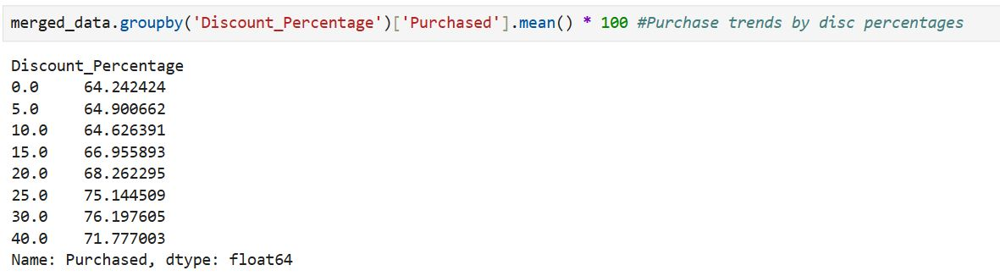 merged_data.groupby('Discount_Percentage')['Purchased'].mean() * 100 #Purchase trends by disc percentages
Discount_Percentage
0.0     64.242424
5.0     64.900662
10.0    64.626391
15.0    66.955893
20.0    68.262295
25.0    75.144509
30.0    76.197605
40.0    71.777003
Name: Purchased, dtype: float64